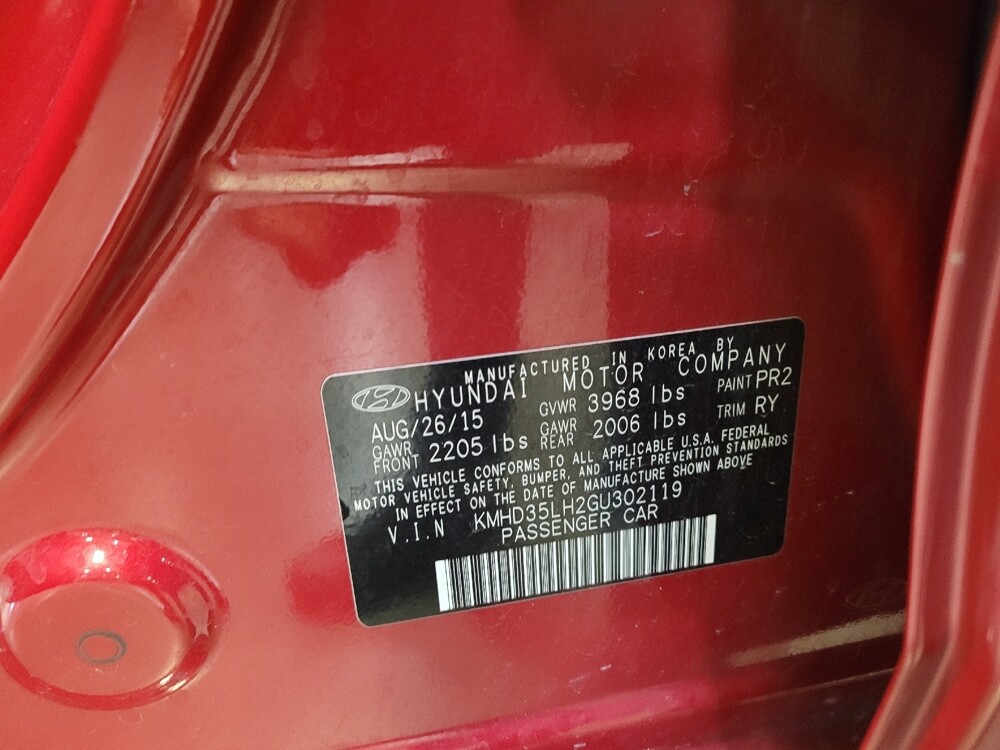 MANUFACTURED IN KOREA BY
HYUNDAI MOTOR COMPANY
AUG/26/15 GVWR 3968 lbs PAINT PR2
GAWR FRONT 2205 lbs GAWR REAR 2006 lbs TRIM RY
THIS VEHICLE CONFORMS TO ALL APPLICABLE U.S.A. FEDERAL
MOTOR VEHICLE SAFETY, BUMPER, AND THEFT PREVENTION STANDARDS
IN EFFECT ON THE DATE OF MANUFACTURE SHOWN ABOVE
V.I.N KMHD35LH2GU302119
PASSENGER CAR